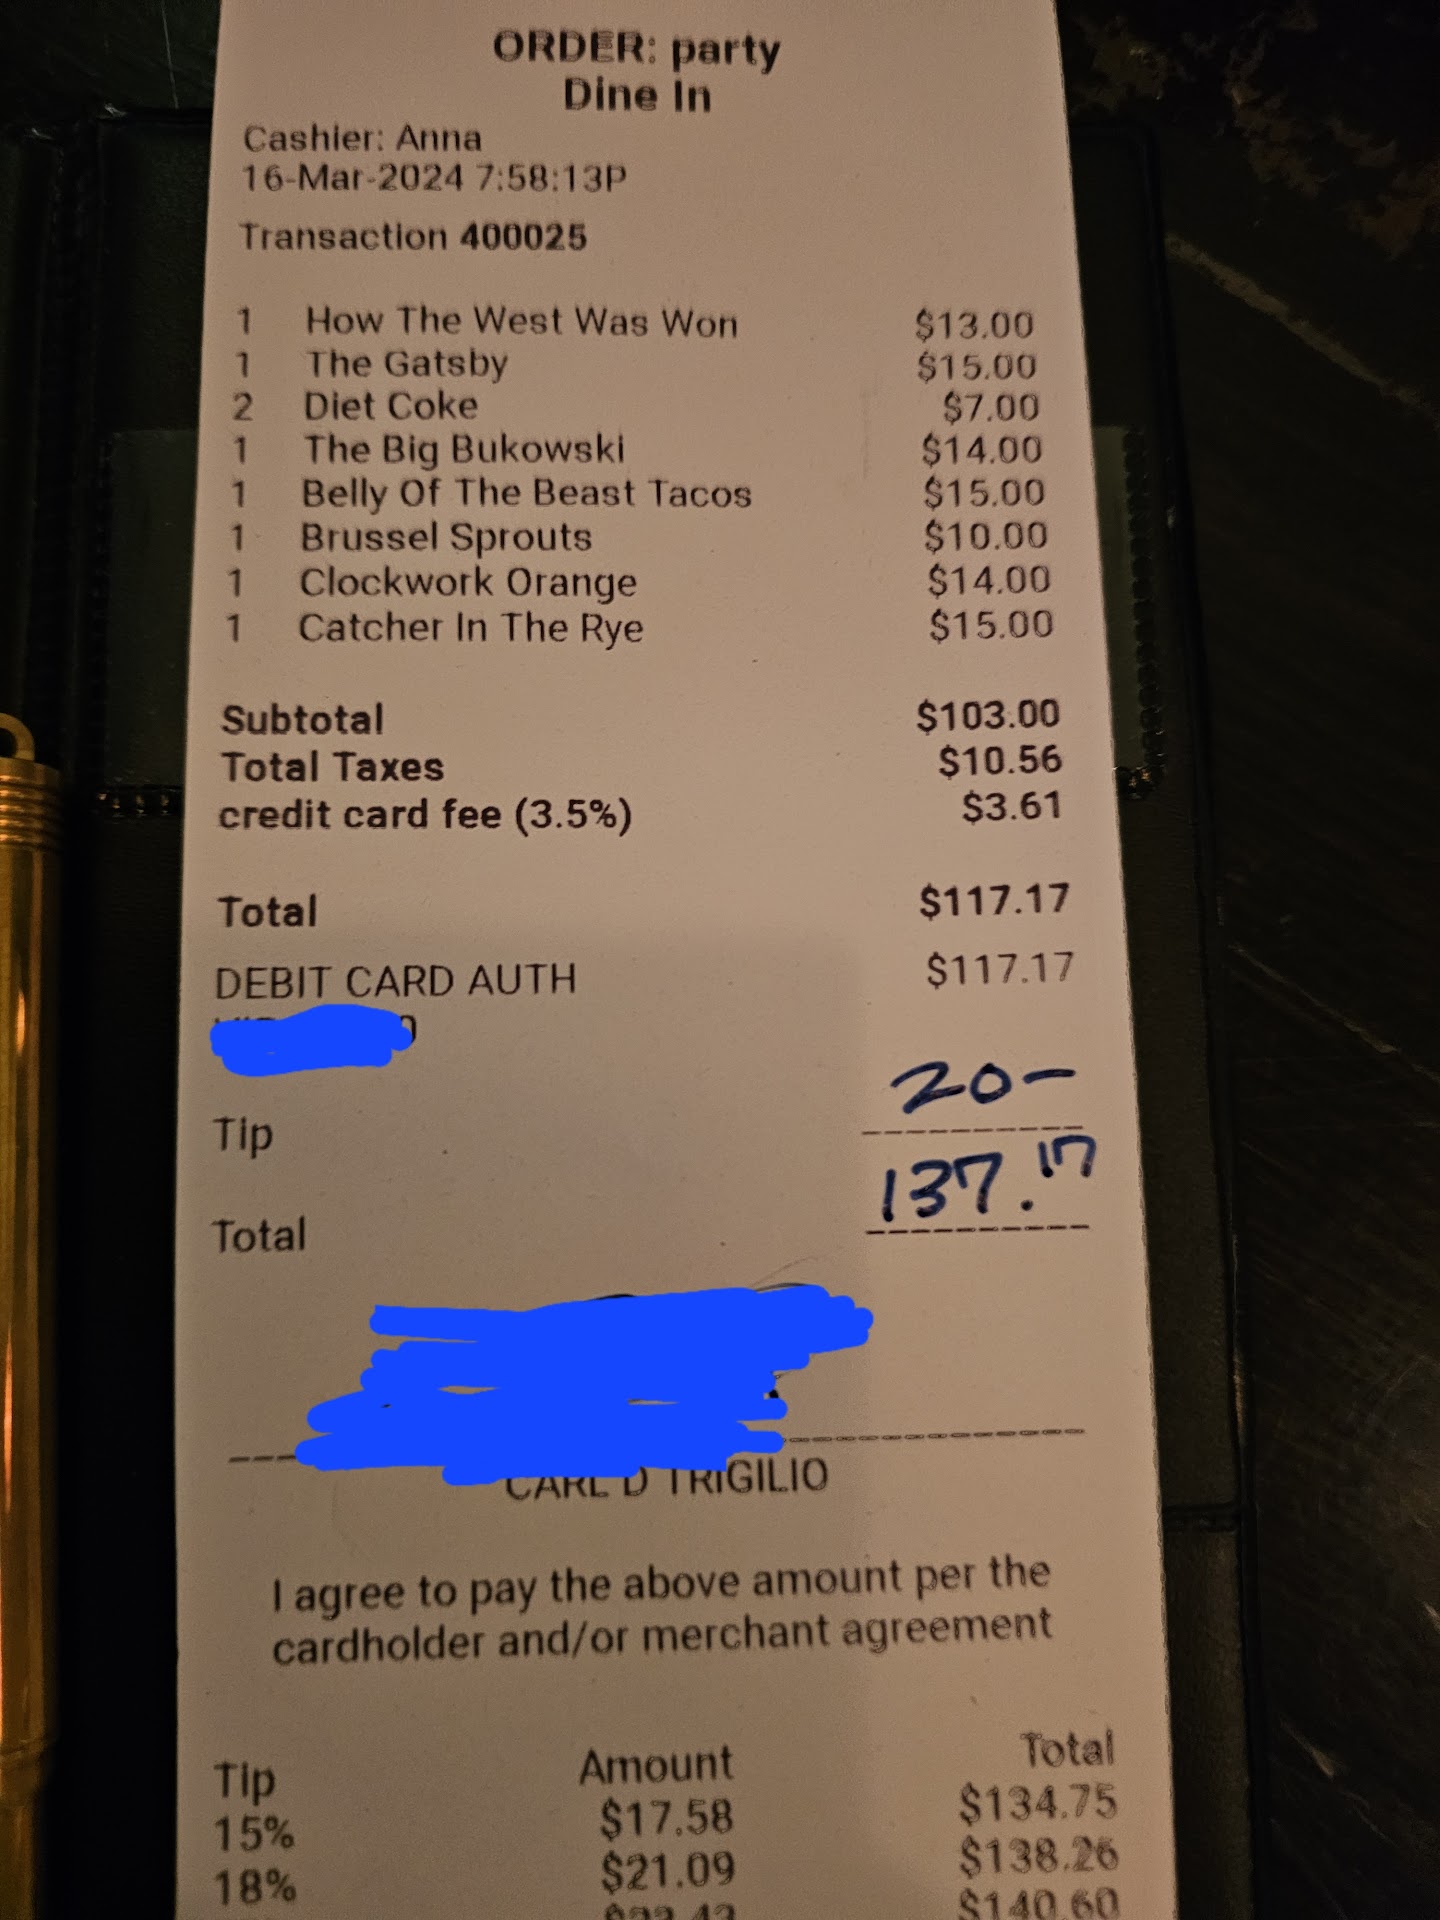 ORDER: party
Dine In
Cashier: Anna
16-Mar-2024 7:58:13P
Transaction 400025
1 How The West Was Won $13.00
1 The Gatsby $15.00
2 Diet Coke $7.00
1 The Big Bukowski $14.00
1 Belly Of The Beast Tacos $15.00
1 Brussel Sprouts $10.00
1 Clockwork Orange $14.00
1 Catcher In The Rye $15.00
Subtotal $103.00
Total Taxes $10.56
credit card fee (3.5%) $3.61
Total $117.17
DEBIT CARD AUTH $117.17
Tip 20-
Total 137.17
CARL D TRIGILIO
I agree to pay the above amount per the
cardholder and/or merchant agreement
Tip Amount Total
15% $17.58 $134.75
18% $21.09 $138.26
$140.60